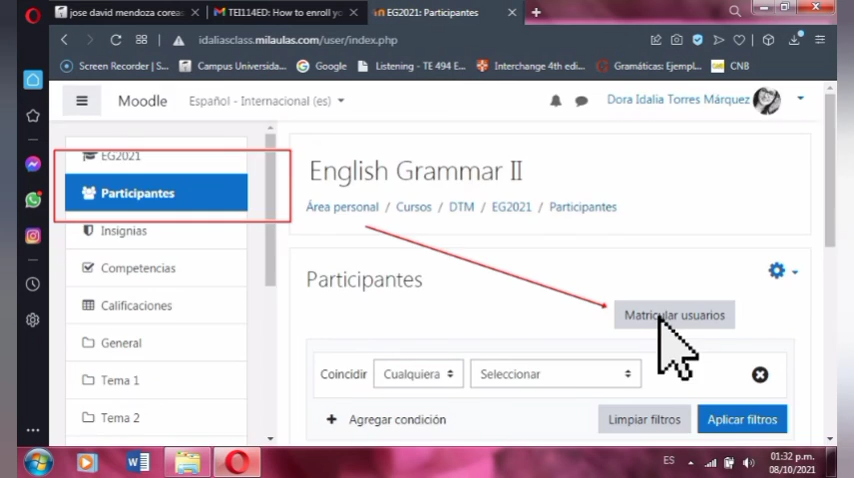 jose david mendoza coreas
TEI114ED: How to enroll yo
EG2021: Participantes
idaliasclass.milaulas.com/user/index.php
Screen Recorder | S...
Campus Universida...
Google
Listening - TE 494 E...
Interchange 4th edi...
Gramáticas: Ejempl...
CNB
Moodle
Español - Internacional (es)
Dora Idalia Torres Márquez
EG2021
Participantes
Insignias
Competencias
Calificaciones
General
Tema 1
Tema 2
English Grammar II
Área personal / Cursos / DTM / EG2021 / Participantes
Participantes
Matricular usuarios
Coincidir
Cualquiera
Seleccionar
Agregar condición
Limpiar filtros
Aplicar filtros
ES
01:32 p.m.
08/10/2021